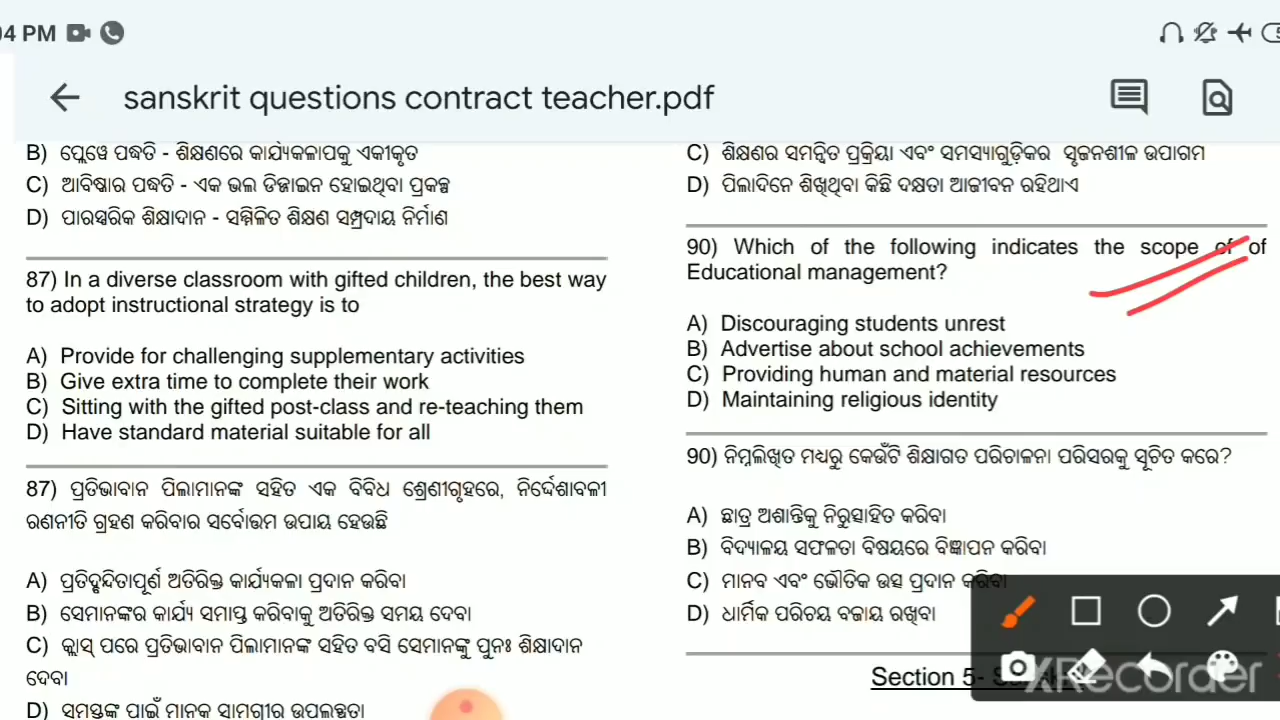 04 PM
sanskrit questions contract teacher.pdf
B) ପ୍ଲେୱେ ପଦ୍ଧତି - ଶିକ୍ଷଣରେ କାର୍ଯ୍ୟକଳାପକୁ ଏକୀକୃତ
C) ଆବିଷ୍କାର ପଦ୍ଧତି - ଏକ ଭଲ ଡିଜାଇନ ହୋଇଥିବା ପ୍ରକଳ୍ପ
D) ପାରସ୍ପରିକ ଶିକ୍ଷାଦାନ - ସମ୍ମିଳିତ ଶିକ୍ଷଣ ସମ୍ପ୍ରଦାୟ ନିର୍ମାଣ
87) In a diverse classroom with gifted children, the best way
to adopt instructional strategy is to
A) Provide for challenging supplementary activities
B) Give extra time to complete their work
C) Sitting with the gifted post-class and re-teaching them
D) Have standard material suitable for all
87) ପ୍ରତିଭାବାନ ପିଲାମାନଙ୍କ ସହିତ ଏକ ବିବିଧ ଶ୍ରେଣୀଗୃହରେ, ନିର୍ଦ୍ଦେଶାବଳୀ
ରଣନୀତି ଗ୍ରହଣ କରିବାର ସର୍ବୋତ୍ତମ ଉପାୟ ହେଉଛି
A) ପ୍ରତିଦ୍ୱନ୍ଦିତାପୂର୍ଣ ଅତିରିକ୍ତ କାର୍ଯ୍ୟକଳା ପ୍ରଦାନ କରିବା
B) ସେମାନଙ୍କର କାର୍ଯ୍ୟ ସମାପ୍ତ କରିବାକୁ ଅତିରିକ୍ତ ସମୟ ଦେବା
C) କ୍ଲାସ୍ ପରେ ପ୍ରତିଭାବାନ ପିଲାମାନଙ୍କ ସହିତ ବସି ସେମାନଙ୍କୁ ପୁନଃ ଶିକ୍ଷାଦାନ
ଦେବା
D) ସମସ୍ତଙ୍କ ପାଇଁ ମାନକ ସାମଗ୍ରୀର ଉପଲବ୍ଧତା
C) ଶିକ୍ଷଣର ସମନ୍ୱିତ ପ୍ରକ୍ରିୟା ଏବଂ ସମସ୍ୟାଗୁଡ଼ିକର ସୃଜନଶୀଳ ଉପାଗମ
D) ପିଲାଦିନେ ଶିଖିଥିବା କିଛି ଦକ୍ଷତା ଆଜୀବନ ରହିଥାଏ
90) Which of the following indicates the scope of of
Educational management?
A) Discouraging students unrest
B) Advertise about school achievements
C) Providing human and material resources
D) Maintaining religious identity
90) ନିମ୍ନଲିଖିତ ମଧ୍ୟରୁ କେଉଁଟି ଶିକ୍ଷାଗତ ପରିଚାଳନା ପରିସରକୁ ସୂଚିତ କରେ?
A) ଛାତ୍ର ଅଶାନ୍ତିକୁ ନିରୁତ୍ସାହିତ କରିବା
B) ବିଦ୍ୟାଳୟ ସଫଳତା ବିଷୟରେ ବିଜ୍ଞାପନ କରିବା
C) ମାନବ ଏବଂ ଭୌତିକ ଉତ୍ସ ପ୍ରଦାନ କରିବା
D) ଧାର୍ମିକ ପରିଚୟ ବଜାୟ ରଖିବା
Section 5-
XRecorder